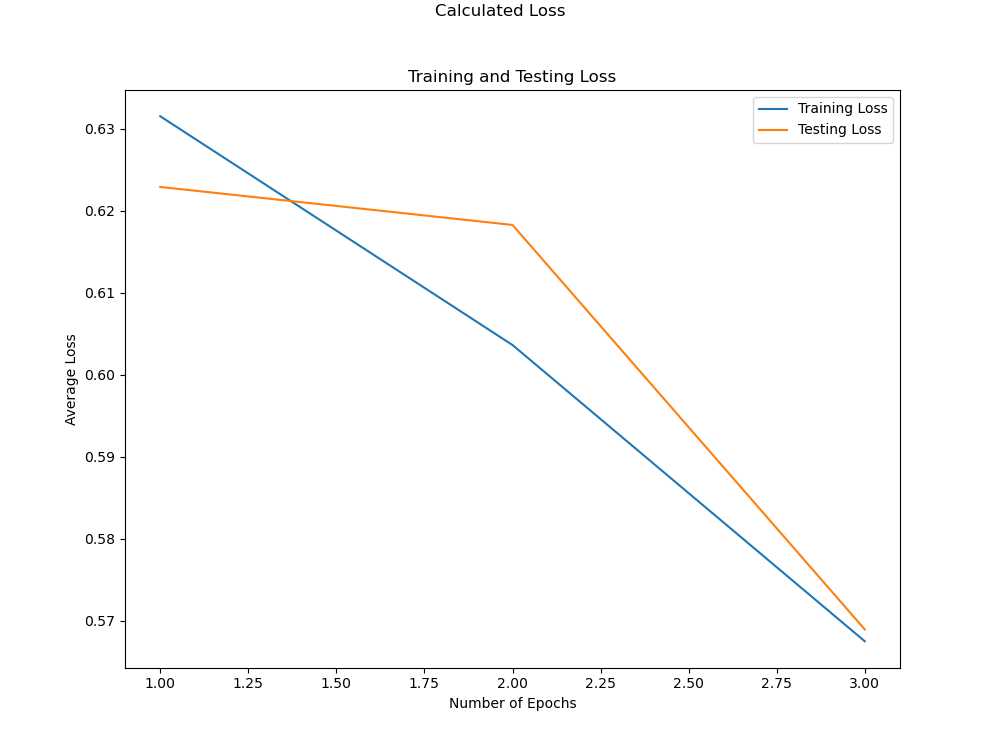 Calculated Loss
Training and Testing Loss
Training Loss
Testing Loss
0.63
0.62
0.61
0.60
0.59
0.58
0.57
Average Loss
1.00 1.25 1.50 1.75 2.00 2.25 2.50 2.75 3.00
Number of Epochs